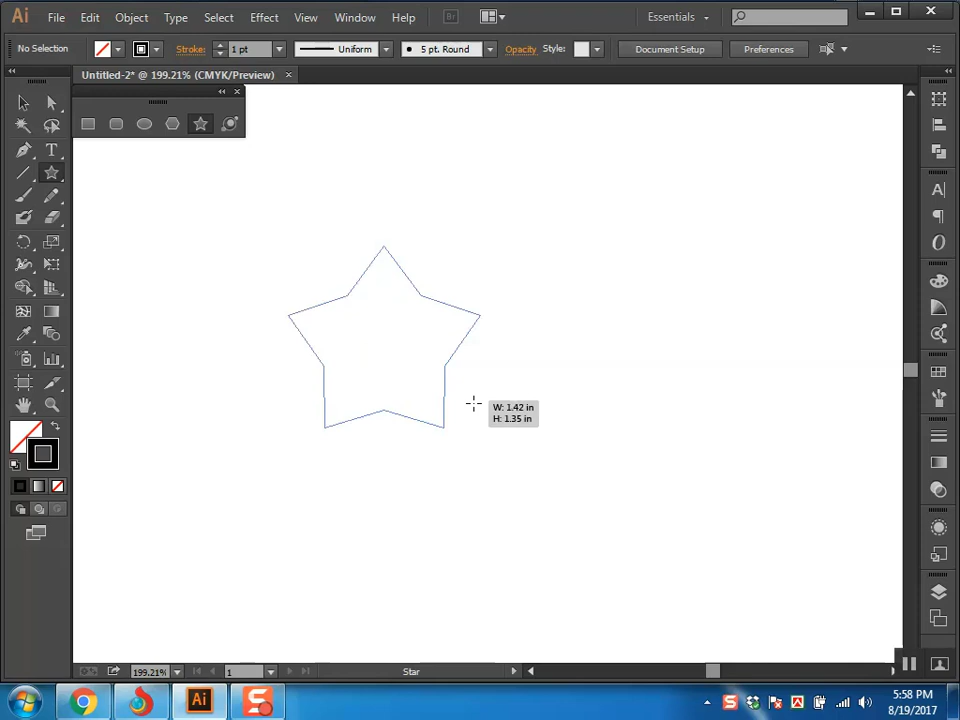 Ai File Edit Object Type Select Effect View Window Help Br Essentials
No Selection Stroke: 1 pt Uniform 5 pt. Round Opacity Style: Document Setup Preferences
Untitled-2* @ 199.21% (CMYK/Preview)
W: 1.42 in
H: 1.35 in
199.21% 1 Star
Ai S S A
5:58 PM
8/19/2017